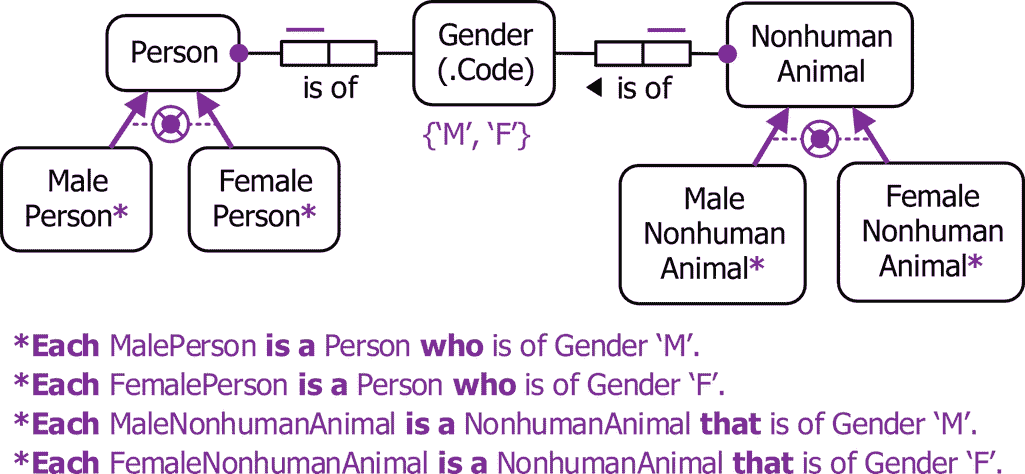 Person
is of
Gender
(.Code)
{‘M’, ‘F’}
◄ is of
Nonhuman
Animal
Male
Person*
Female
Person*
Male
Nonhuman
Animal*
Female
Nonhuman
Animal*
*Each MalePerson is a Person who is of Gender ‘M’.
*Each FemalePerson is a Person who is of Gender ‘F’.
*Each MaleNonhumanAnimal is a NonhumanAnimal that is of Gender ‘M’.
*Each FemaleNonhumanAnimal is a NonhumanAnimal that is of Gender ‘F’.